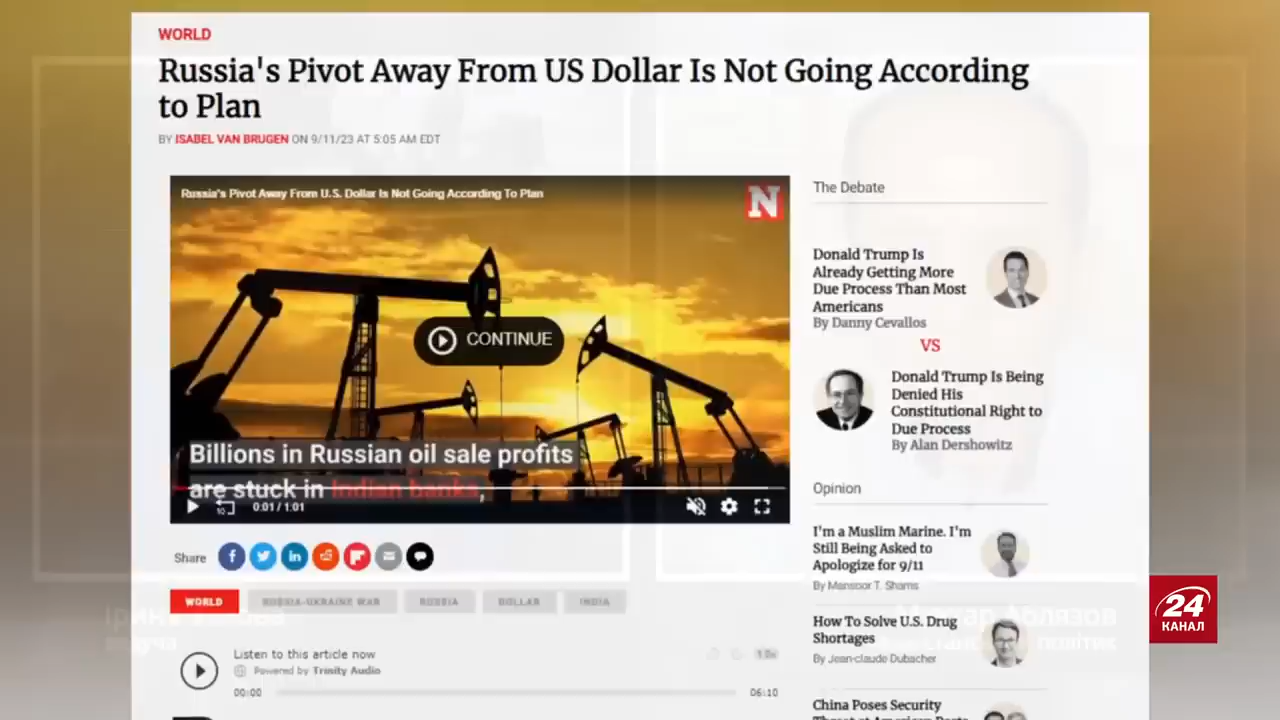 WORLD
Russia's Pivot Away From US Dollar Is Not Going According
to Plan
BY ISABEL VAN BRUGEN ON 9/11/23 AT 5:05 AM EDT
Russia's Pivot Away From U.S. Dollar Is Not Going According To Plan
N
CONTINUE
Billions in Russian oil sale profits
are stuck in Indian banks,
10
0:01 / 1:01
Share
WORLD
RUSSIA-UKRAINE WAR
RUSSIA
DOLLAR
INDIA
Listen to this article now
Powered by Trinity Audio
1.0x
00:00
06:10
The Debate
Donald Trump Is
Already Getting More
Due Process Than Most
Americans
By Danny Cevallos
VS
Donald Trump Is Being
Denied His
Constitutional Right to
Due Process
By Alan Dershowitz
Opinion
I'm a Muslim Marine. I'm
Still Being Asked to
Apologize for 9/11
By Mansoor T. Shams
How To Solve U.S. Drug
Shortages
By Jean-claude Dubacher
China Poses Security
24
КАНАЛ